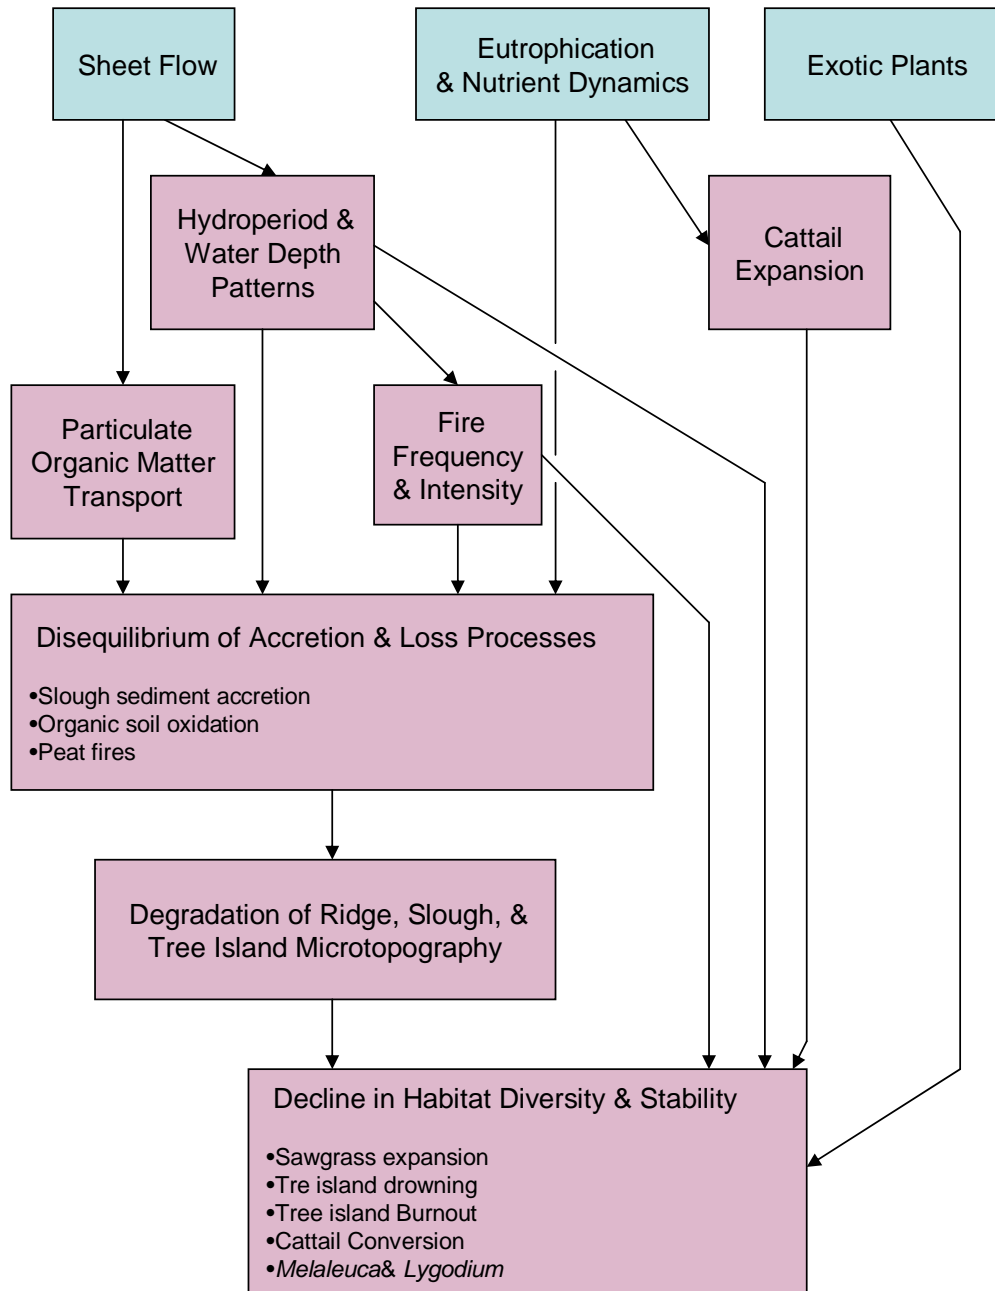 Sheet Flow
Eutrophication
& Nutrient Dynamics
Exotic Plants
Hydroperiod &
Water Depth
Patterns
Cattail
Expansion
Particulate
Organic Matter
Transport
Fire
Frequency
& Intensity
Disequilibrium of Accretion & Loss Processes
•Slough sediment accretion
•Organic soil oxidation
•Peat fires
Degradation of Ridge, Slough, &
Tree Island Microtopography
Decline in Habitat Diversity & Stability
•Sawgrass expansion
•Tre island drowning
•Tree island Burnout
•Cattail Conversion
•Melaleuca& Lygodium